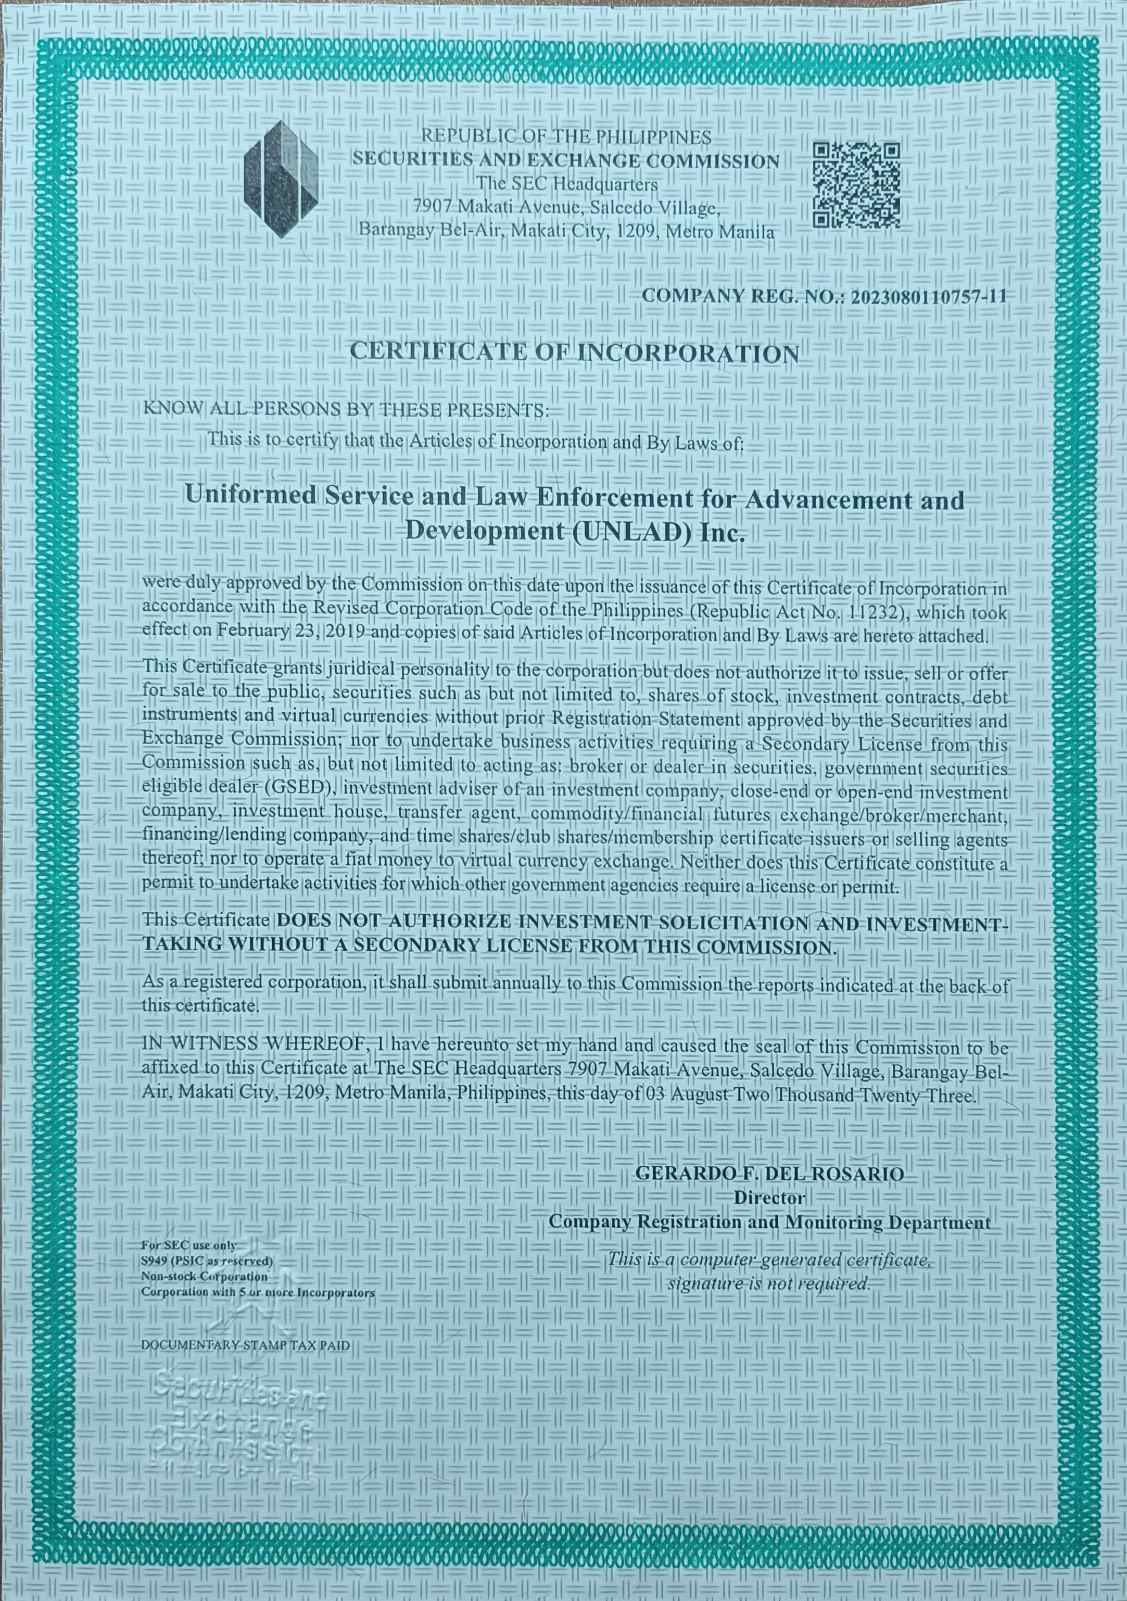 REPUBLIC OF THE PHILIPPINES
SECURITIES AND EXCHANGE COMMISSION
The SEC Headquarters
7907 Makati Avenue, Salcedo Village,
Barangay Bel-Air, Makati City, 1209, Metro Manila
COMPANY REG. NO.: 2023080110757-11
CERTIFICATE OF INCORPORATION
KNOW ALL PERSONS BY THESE PRESENTS:
This is to certify that the Articles of Incorporation and By Laws of:
Uniformed Service and Law Enforcement for Advancement and
Development (UNLAD) Inc.
were duly approved by the Commission on this date upon the issuance of this Certificate of Incorporation in
accordance with the Revised Corporation Code of the Philippines (Republic Act No. 11232), which took
effect on February 23, 2019 and copies of said Articles of Incorporation and By Laws are hereto attached.
This Certificate grants juridical personality to the corporation but does not authorize it to issue, sell or offer
for sale to the public, securities such as but not limited to, shares of stock, investment contracts, debt
instruments and virtual currencies without prior Registration Statement approved by the Securities and
Exchange Commission; nor to undertake business activities requiring a Secondary License from this
Commission such as, but not limited to acting as: broker or dealer in securities, government securities
eligible dealer (GSED), investment adviser of an investment company, close-end or open-end investment
company, investment house, transfer agent, commodity/financial futures exchange/broker/merchant,
financing/lending company, and time shares/club shares/membership certificate issuers or selling agents
thereof; nor to operate a fiat money to virtual currency exchange. Neither does this Certificate constitute a
permit to undertake activities for which other government agencies require a license or permit.
This Certificate DOES NOT AUTHORIZE INVESTMENT SOLICITATION AND INVESTMENT-
TAKING WITHOUT A SECONDARY LICENSE FROM THIS COMMISSION.
As a registered corporation, it shall submit annually to this Commission the reports indicated at the back of
this certificate.
IN WITNESS WHEREOF, I have hereunto set my hand and caused the seal of this Commission to be
affixed to this Certificate at The SEC Headquarters 7907 Makati Avenue, Salcedo Village, Barangay Bel-
Air, Makati City, 1209, Metro Manila, Philippines, this day of 03 August Two Thousand Twenty Three.
GERARDO F. DEL ROSARIO
Director
Company Registration and Monitoring Department
This is a computer generated certificate,
signature is not required.
For SEC use only
S949 (PSIC as reserved)
Non-stock Corporation
Corporation with 5 or more Incorporators
DOCUMENTARY STAMP TAX PAID
Securities and
Exchange